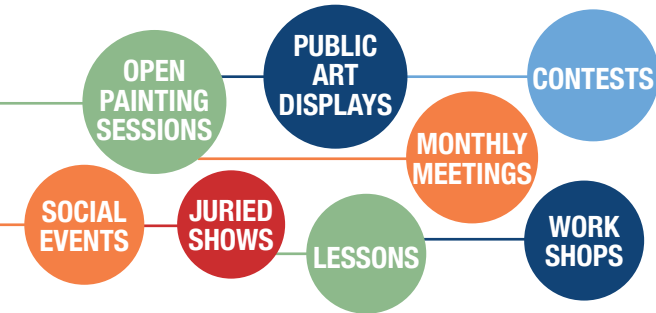 OPEN
PAINTING
SESSIONS
PUBLIC
ART
DISPLAYS
CONTESTS
MONTHLY
MEETINGS
SOCIAL
EVENTS
JURIED
SHOWS
LESSONS
WORK
SHOPS